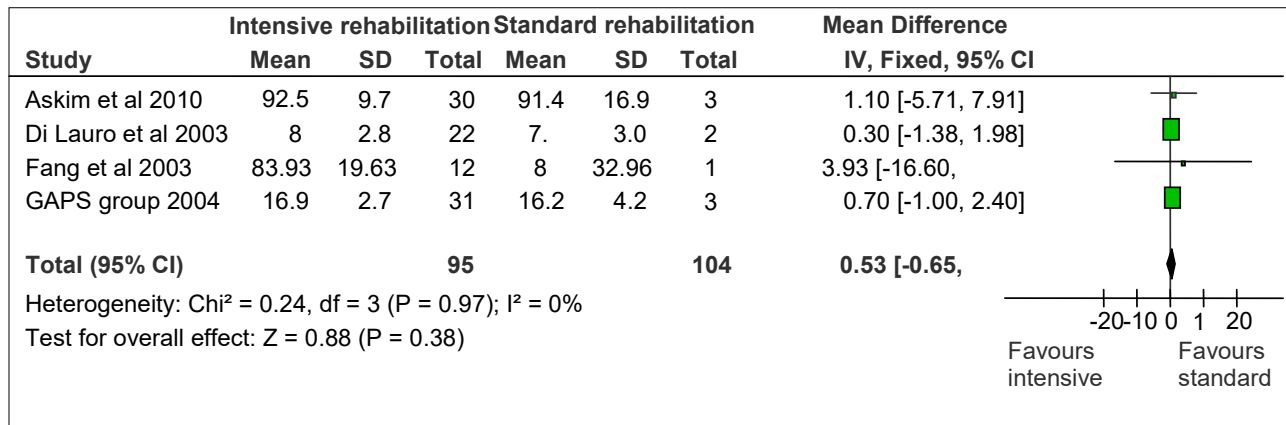 Intensive rehabilitation Standard rehabilitation Mean Difference
Study Mean SD Total Mean SD Total IV, Fixed, 95% CI
Askim et al 2010 92.5 9.7 30 91.4 16.9 3 1.10 [-5.71, 7.91]
Di Lauro et al 2003 8 2.8 22 7. 3.0 2 0.30 [-1.38, 1.98]
Fang et al 2003 83.93 19.63 12 8 32.96 1 3.93 [-16.60,
GAPS group 2004 16.9 2.7 31 16.2 4.2 3 0.70 [-1.00, 2.40]
Total (95% CI) 95 104 0.53 [-0.65,
Heterogeneity: Chi² = 0.24, df = 3 (P = 0.97); I² = 0%
Test for overall effect: Z = 0.88 (P = 0.38)
-20 -10 0 1 20
Favours intensive
Favours standard